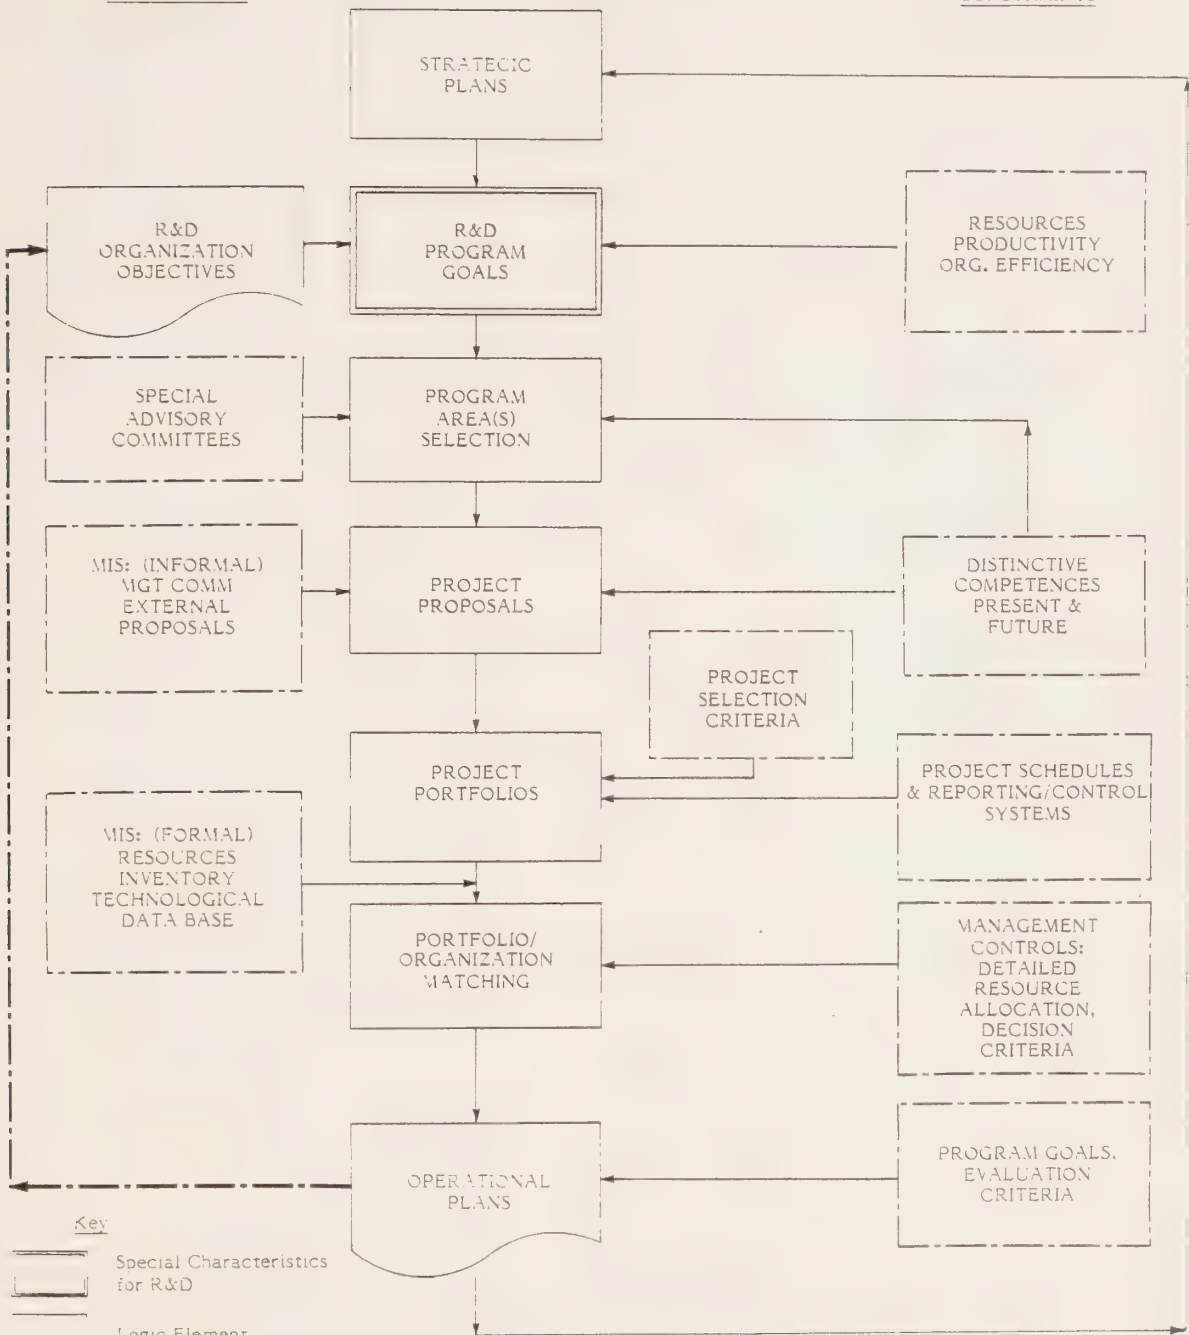 STRATEGIC
PLANS
R&D
ORGANIZATION
OBJECTIVES
R&D
PROGRAM
GOALS
RESOURCES
PRODUCTIVITY
ORG. EFFICIENCY
SPECIAL
ADVISORY
COMMITTEES
PROGRAM
AREA(S)
SELECTION
MIS: (INFORMAL)
MGT COMM
EXTERNAL
PROPOSALS
PROJECT
PROPOSALS
DISTINCTIVE
COMPETENCES
PRESENT &
FUTURE
PROJECT
SELECTION
CRITERIA
PROJECT
PORTFOLIOS
PROJECT SCHEDULES
& REPORTING/CONTROL
SYSTEMS
MIS: (FORMAL)
RESOURCES
INVENTORY
TECHNOLOGICAL
DATA BASE
PORTFOLIO/
ORGANIZATION
MATCHING
MANAGEMENT
CONTROLS:
DETAILED
RESOURCE
ALLOCATION,
DECISION
CRITERIA
OPERATIONAL
PLANS
PROGRAM GOALS,
EVALUATION
CRITERIA
Key
Special Characteristics
for R&D
Logic Element